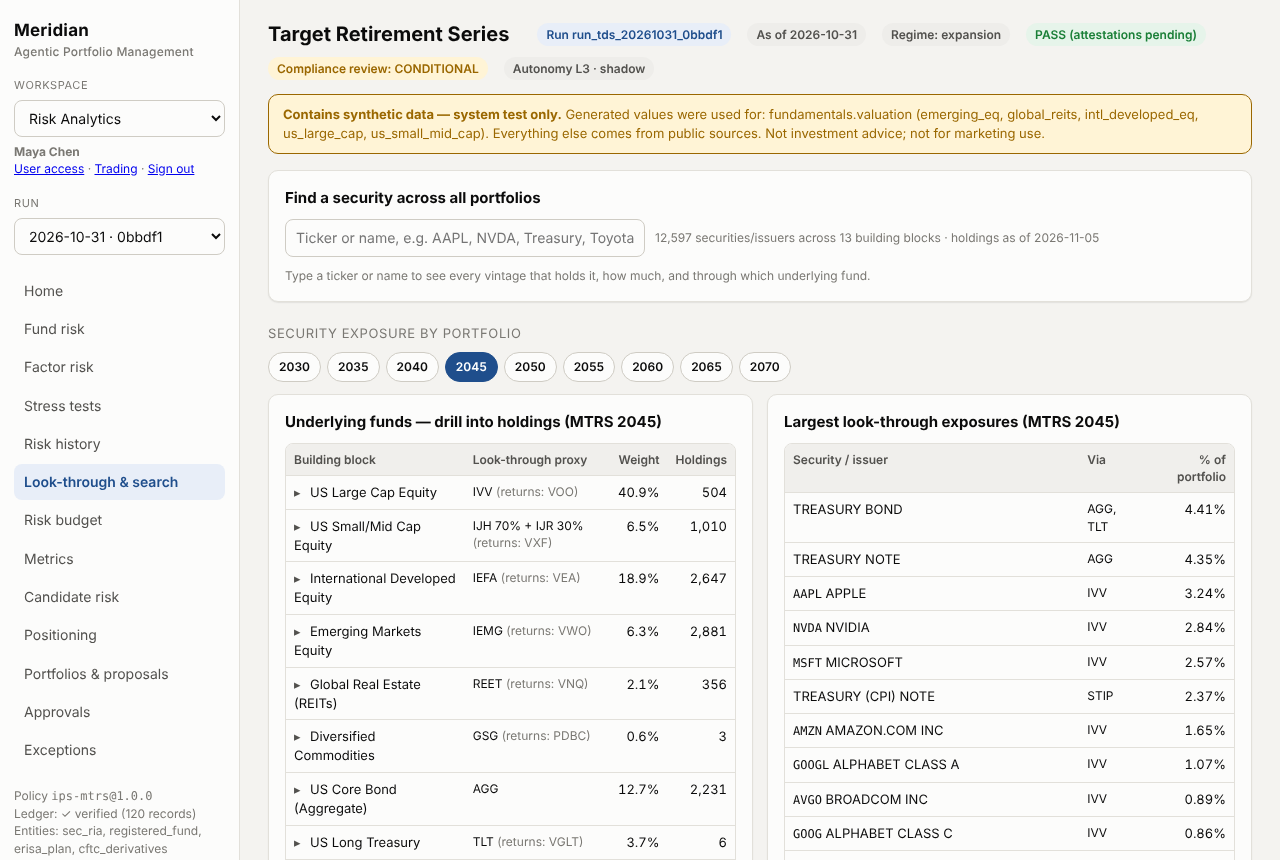 Meridian
Agentic Portfolio Management
WORKSPACE
Risk Analytics
Maya Chen
User access · Trading · Sign out
RUN
2026-10-31 · 0bbdf1
Home
Fund risk
Factor risk
Stress tests
Risk history
Look-through & search
Risk budget
Metrics
Candidate risk
Positioning
Portfolios & proposals
Approvals
Exceptions
Policy ips-mtrs@1.0.0
Ledger: ✓ verified (120 records)
Entities: sec_ria, registered_fund,
erisa_plan, cftc_derivatives
Target Retirement Series
Run run_tds_20261031_0bbdf1
As of 2026-10-31
Regime: expansion
PASS (attestations pending)
Compliance review: CONDITIONAL
Autonomy L3 · shadow
Contains synthetic data — system test only. Generated values were used for: fundamentals.valuation (emerging_eq, global_reits, intl_developed_eq,
us_large_cap, us_small_mid_cap). Everything else comes from public sources. Not investment advice; not for marketing use.
Find a security across all portfolios
Ticker or name, e.g. AAPL, NVDA, Treasury, Toyota
12,597 securities/issuers across 13 building blocks · holdings as of 2026-11-05
Type a ticker or name to see every vintage that holds it, how much, and through which underlying fund.
SECURITY EXPOSURE BY PORTFOLIO
2030 2035 2040 2045 2050 2055 2060 2065 2070
Underlying funds — drill into holdings (MTRS 2045)
Building block Look-through proxy Weight Holdings
▸ US Large Cap Equity IVV (returns: VOO) 40.9% 504
▸ US Small/Mid Cap IJH 70% + IJR 30% 6.5% 1,010
Equity (returns: VXF)
▸ International Developed IEFA (returns: VEA) 18.9% 2,647
Equity
▸ Emerging Markets IEMG (returns: VWO) 6.3% 2,881
Equity
▸ Global Real Estate REET (returns: VNQ) 2.1% 356
(REITs)
▸ Diversified GSG (returns: PDBC) 0.6% 3
Commodities
▸ US Core Bond AGG 12.7% 2,231
(Aggregate)
▸ US Long Treasury TLT (returns: VGLT) 3.7% 6
Largest look-through exposures (MTRS 2045)
Security / issuer Via % of
portfolio
TREASURY BOND AGG, 4.41%
TLT
TREASURY NOTE AGG 4.35%
AAPL APPLE IVV 3.24%
NVDA NVIDIA IVV 2.84%
MSFT MICROSOFT IVV 2.57%
TREASURY (CPI) NOTE STIP 2.37%
AMZN AMAZON.COM INC IVV 1.65%
GOOGL ALPHABET CLASS A IVV 1.07%
AVGO BROADCOM INC IVV 0.89%
GOOG ALPHABET CLASS C IVV 0.86%